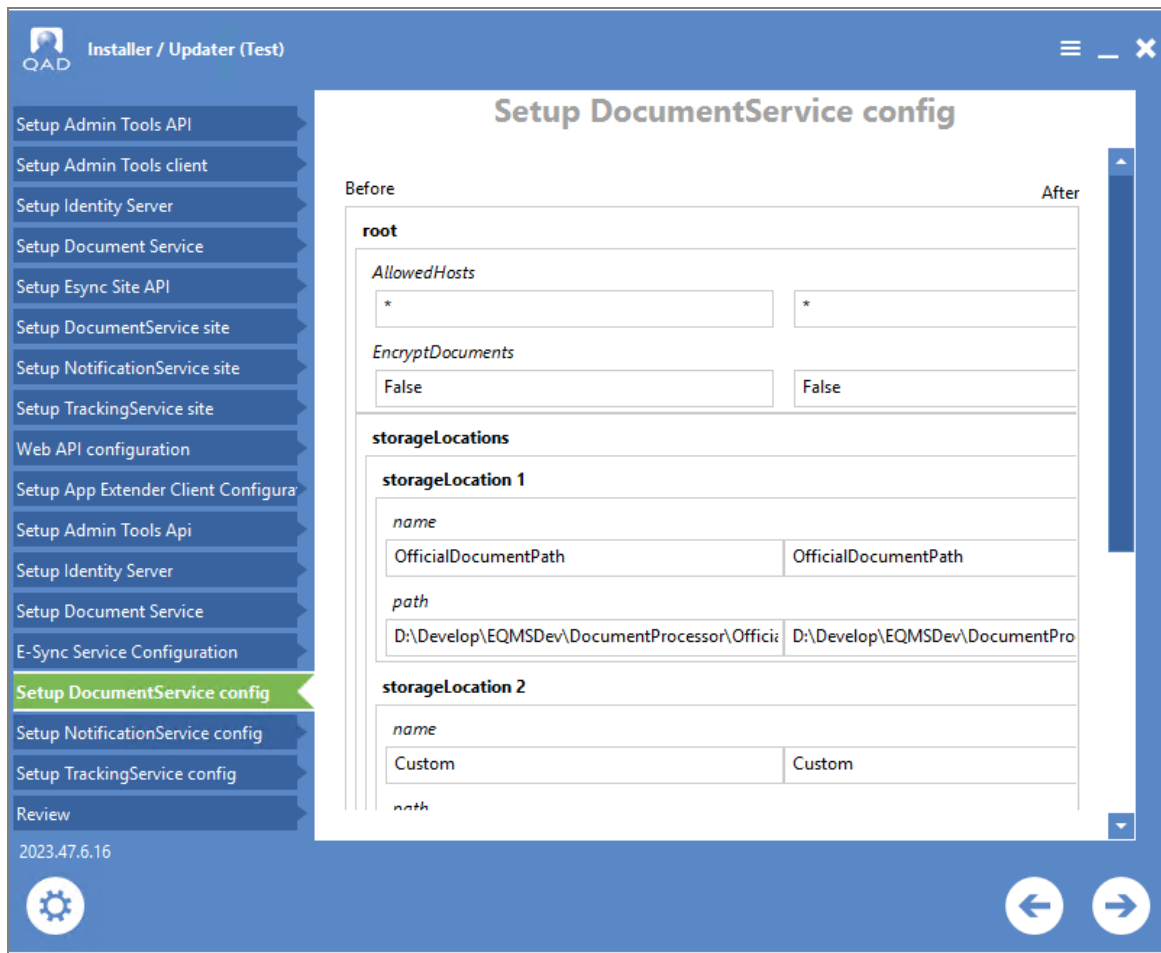 QAD
Installer / Updater (Test)
Setup Admin Tools API
Setup Admin Tools client
Setup Identity Server
Setup Document Service
Setup Esync Site API
Setup DocumentService site
Setup NotificationService site
Setup TrackingService site
Web API configuration
Setup App Extender Client Configura
Setup Admin Tools Api
Setup Identity Server
Setup Document Service
E-Sync Service Configuration
Setup DocumentService config
Setup NotificationService config
Setup TrackingService config
Review
2023.47.6.16
Setup DocumentService config
Before
After
root
AllowedHosts
* *
EncryptDocuments
False False
storageLocations
storageLocation 1
name
OfficialDocumentPath OfficialDocumentPath
path
D:\Develop\EQMSDev\DocumentProcessor\Officia D:\Develop\EQMSDev\DocumentPro
storageLocation 2
name
Custom Custom
path